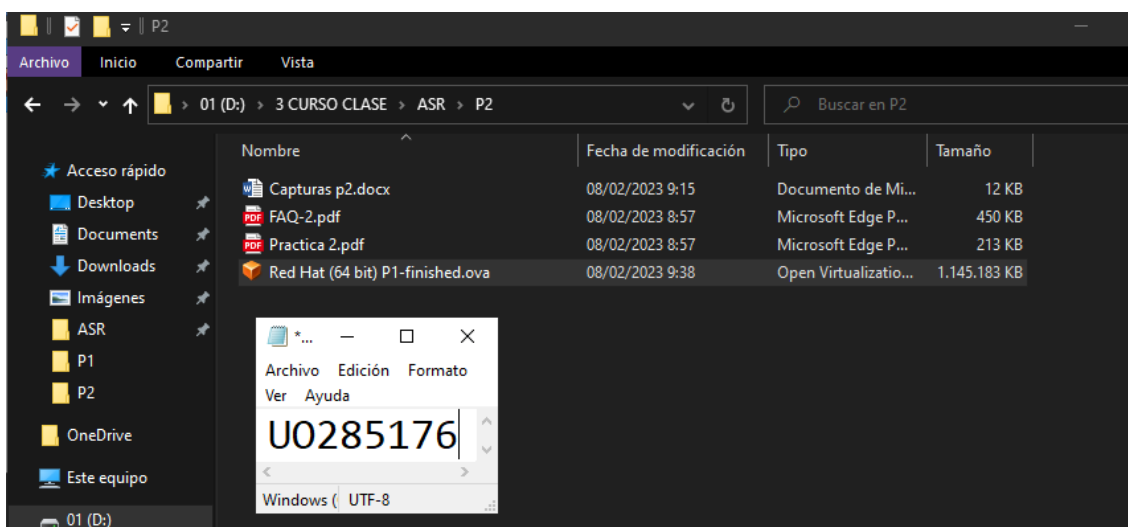 P2
Archivo Inicio Compartir Vista
01 (D:) > 3 CURSO CLASE > ASR > P2
Buscar en P2
Nombre Fecha de modificación Tipo Tamaño
Acceso rápido
Desktop
Documents
Downloads
Imágenes
ASR
P1
P2
OneDrive
Este equipo
01 (D:)
Capturas p2.docx 08/02/2023 9:15 Documento de Mi... 12 KB
FAQ-2.pdf 08/02/2023 8:57 Microsoft Edge P... 450 KB
Practica 2.pdf 08/02/2023 8:57 Microsoft Edge P... 213 KB
Red Hat (64 bit) P1-finished.ova 08/02/2023 9:38 Open Virtualizatio... 1.145.183 KB
*...
Archivo Edición Formato
Ver Ayuda
UO285176
Windows ( UTF-8